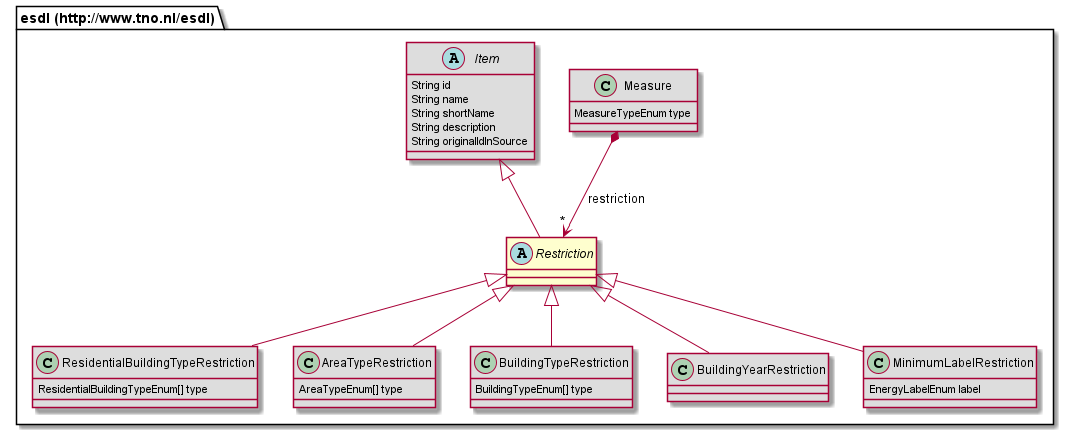 esdl (http://www.tno.nl/esdl)
A Item
String id
String name
String shortName
String description
String originalIdInSource
C Measure
MeasureTypeEnum type
restriction
*
A Restriction
C ResidentialBuildingTypeRestriction
ResidentialBuildingTypeEnum[] type
C AreaTypeRestriction
AreaTypeEnum[] type
C BuildingTypeRestriction
BuildingTypeEnum[] type
C BuildingYearRestriction
C MinimumLabelRestriction
EnergyLabelEnum label